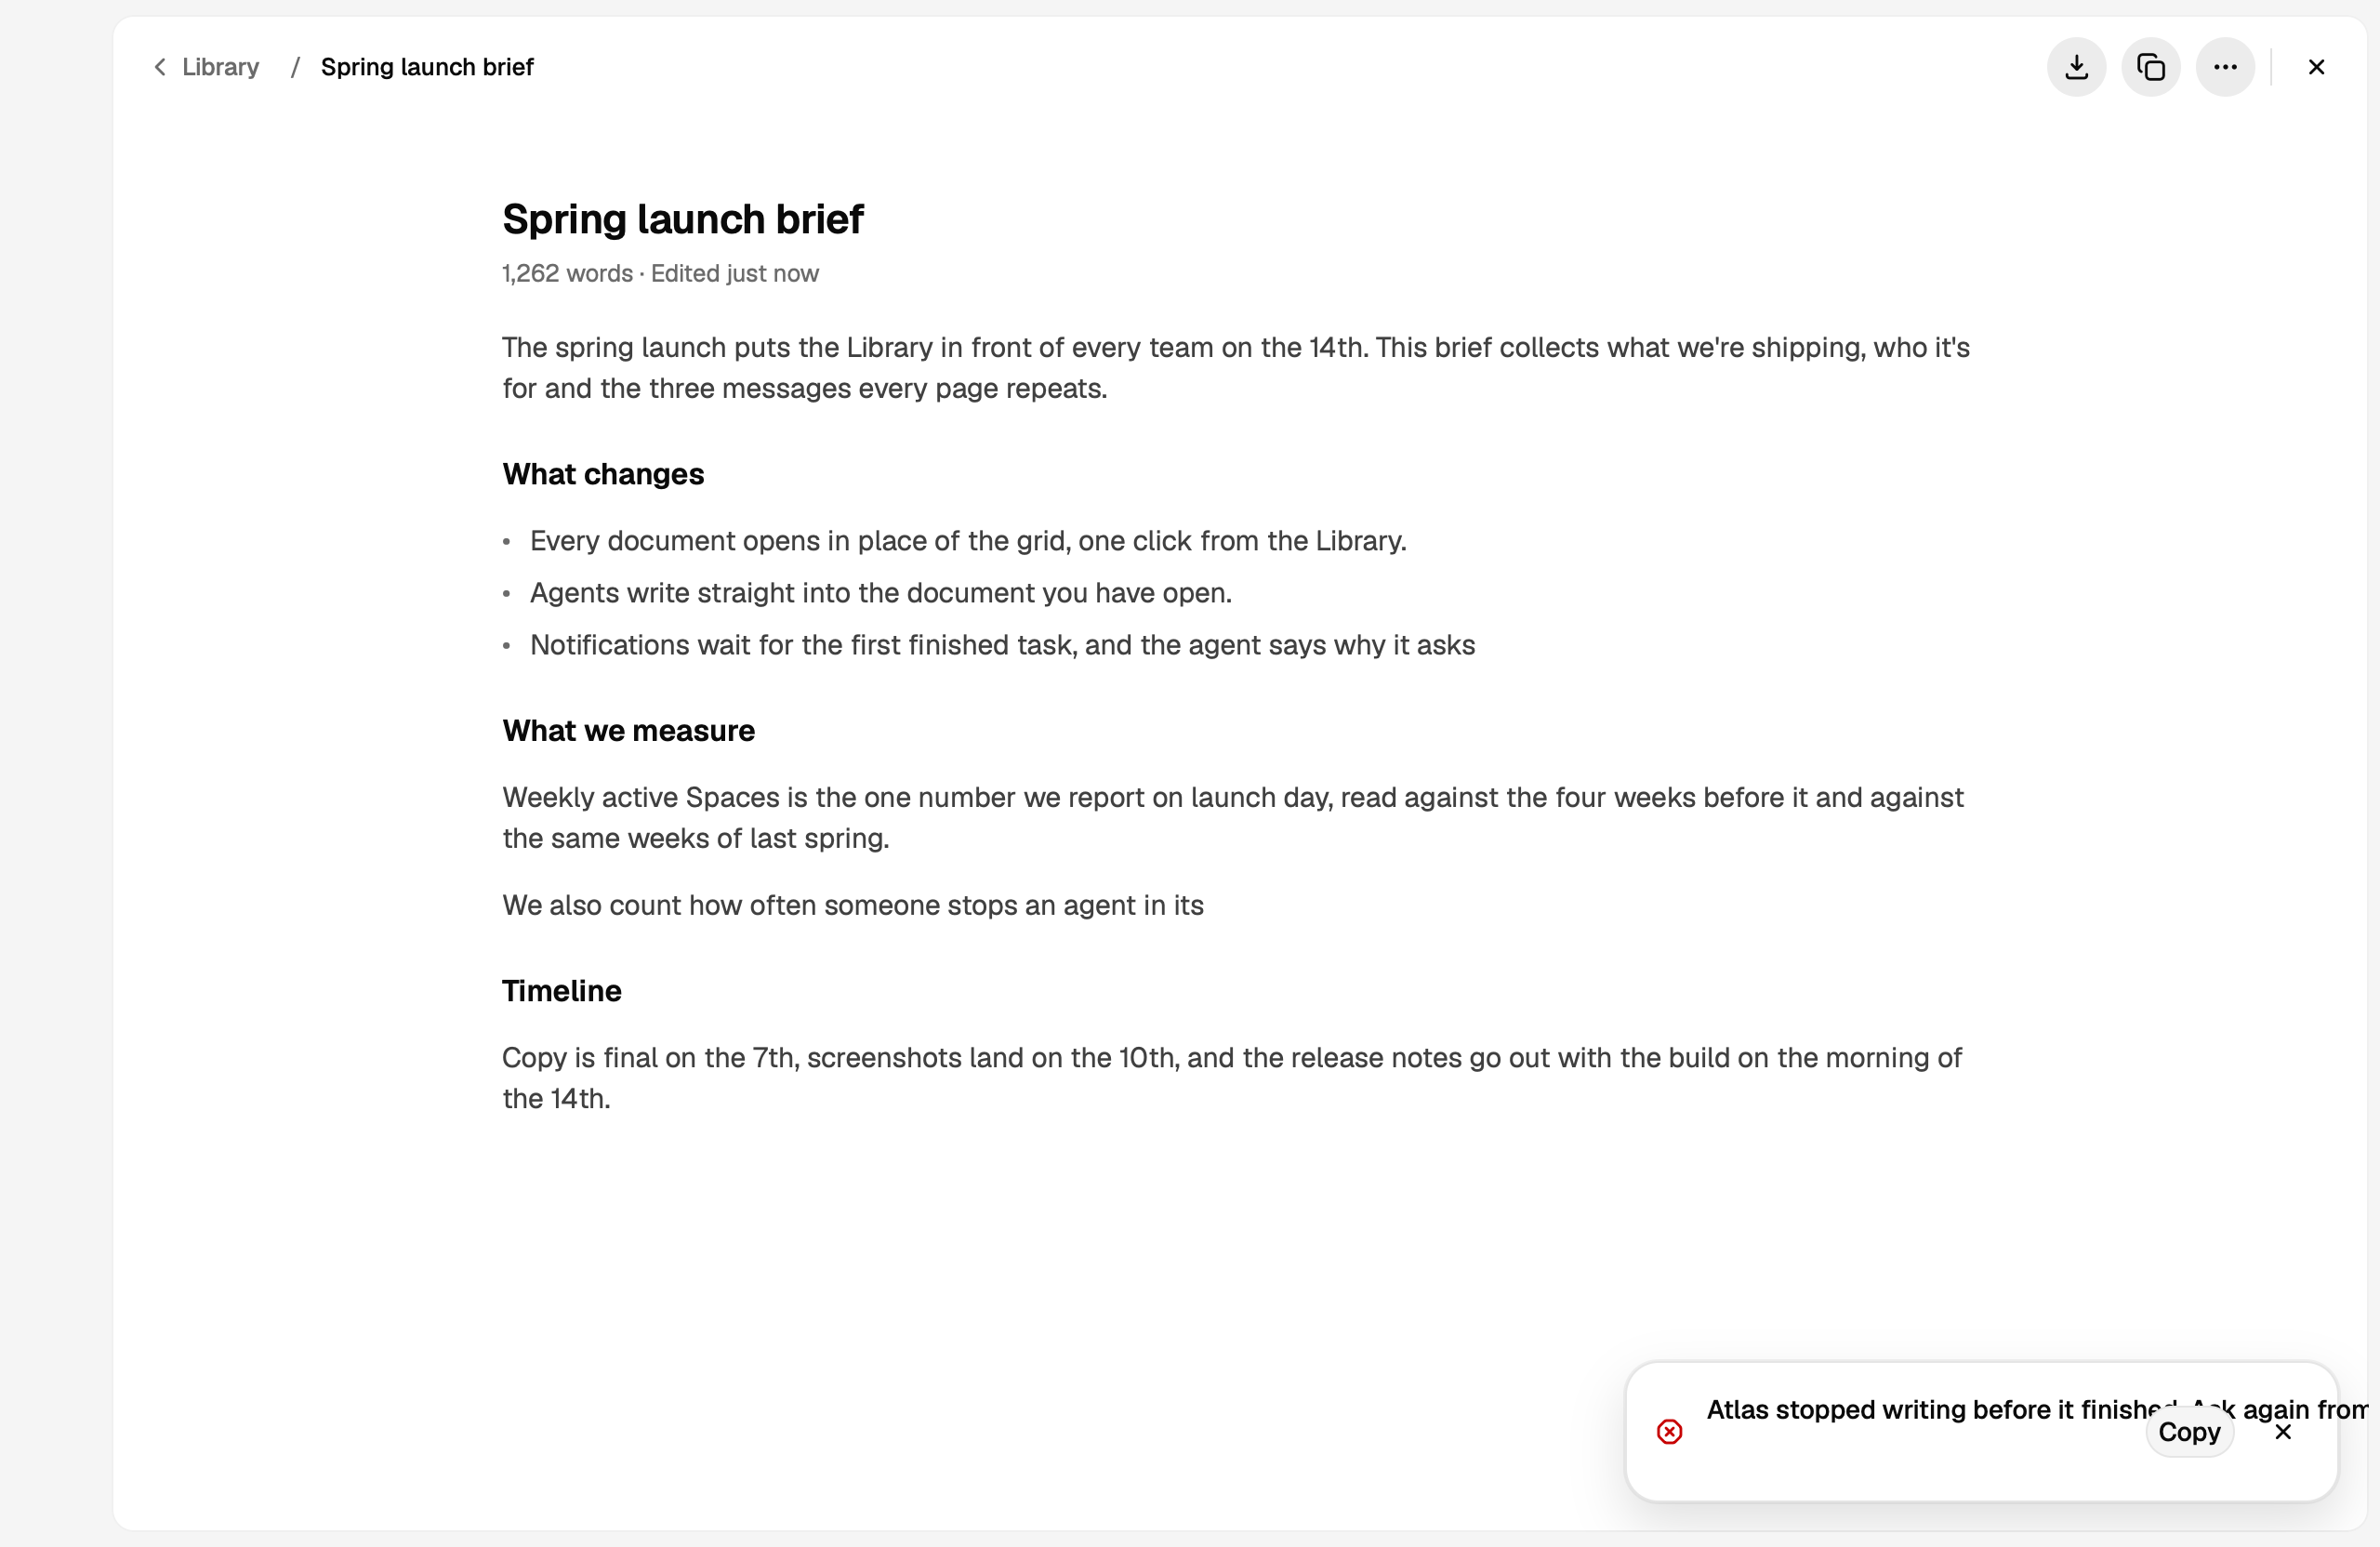 Library / Spring launch brief
Spring launch brief
1,262 words · Edited just now
The spring launch puts the Library in front of every team on the 14th. This brief collects what we're shipping, who it's
for and the three messages every page repeats.
What changes
• Every document opens in place of the grid, one click from the Library.
• Agents write straight into the document you have open.
• Notifications wait for the first finished task, and the agent says why it asks
What we measure
Weekly active Spaces is the one number we report on launch day, read against the four weeks before it and against
the same weeks of last spring.
We also count how often someone stops an agent in its
Timeline
Copy is final on the 7th, screenshots land on the 10th, and the release notes go out with the build on the morning of
the 14th.
Atlas stopped writing before it finished. Ask again from
Copy